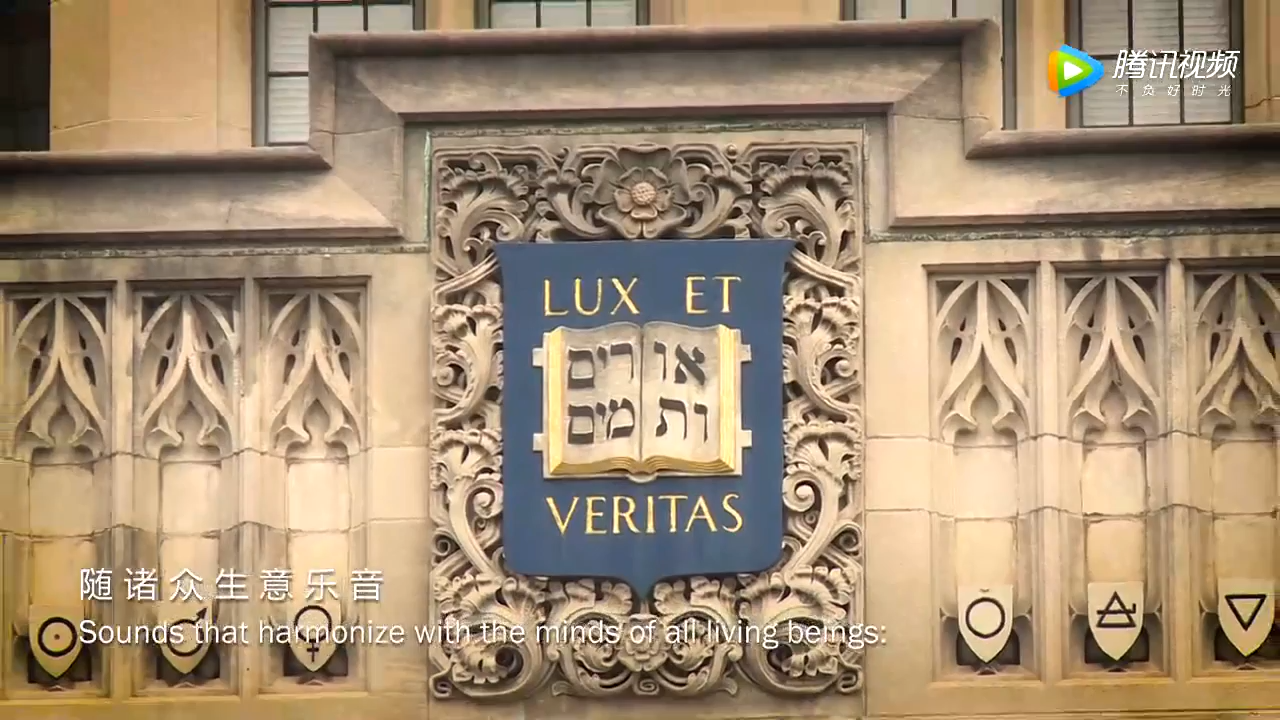 腾讯视频
不负好时光
LUX ET
אורים
ותמים
VERITAS
随诸众生意乐音
Sounds that harmonize with the minds of all living beings: